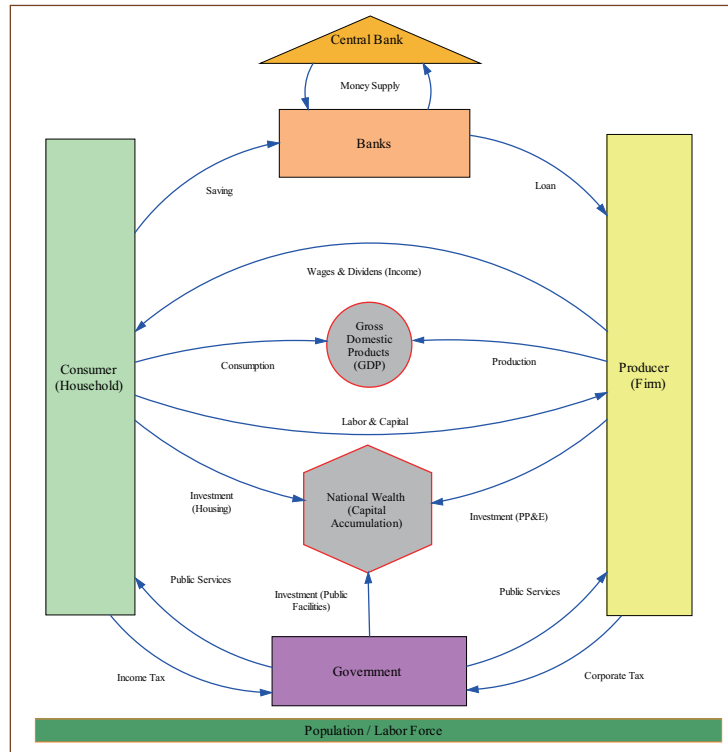 Central Bank
Money Supply
Banks
Saving
Loan
Wages & Dividens (Income)
Gross
Domestic
Products
(GDP)
Consumption
Production
Consumer
(Household)
Producer
(Firm)
Labor & Capital
National Wealth
(Capital
Accumulation)
Investment
(Housing)
Investment (PP&E)
Public Services
Investment (Public
Facilities)
Public Services
Government
Income Tax
Corporate Tax
Population / Labor Force